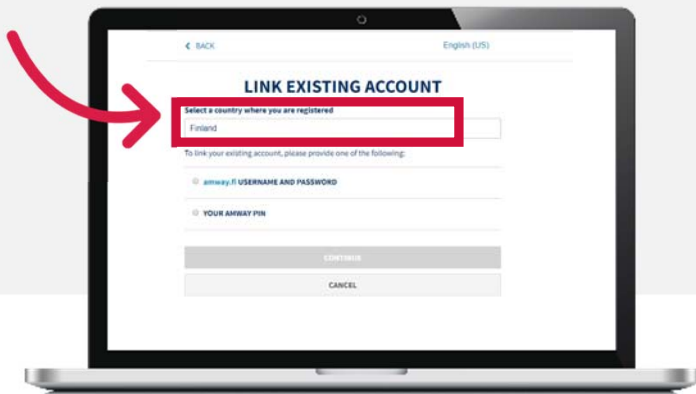 BACK
English (US)
LINK EXISTING ACCOUNT
Select a country where you are registered
Finland
To link your existing account, please provide one of the following:
amway.fi USERNAME AND PASSWORD
YOUR AMWAY PIN
CONTINUE
CANCEL